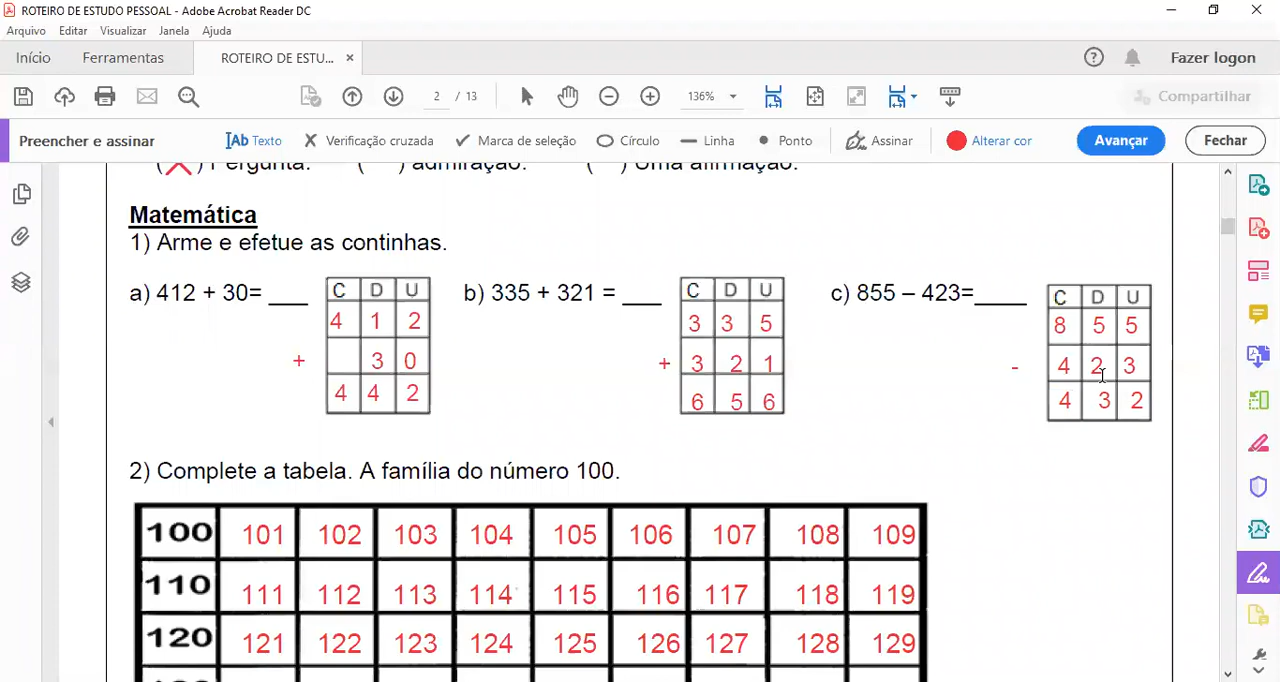 ROTEIRO DE ESTUDO PESSOAL - Adobe Acrobat Reader DC
Arquivo Editar Visualizar Janela Ajuda
Início Ferramentas ROTEIRO DE ESTU... × Fazer logon
2 / 13 136% Compartilhar
Preencher e assinar Texto Verificação cruzada Marca de seleção Círculo Linha Ponto Assinar Alterar cor Avançar Fechar
( X ) Pergunta. ( ) admiração. ( ) Uma afirmação.
Matemática
1) Arme e efetue as continhas.
a) 412 + 30= ___ b) 335 + 321 = ___ c) 855 – 423=____
C D U
4 1 2
+ 3 0
4 4 2
C D U
3 3 5
+ 3 2 1
6 5 6
C D U
8 5 5
- 4 2 3
4 3 2
2) Complete a tabela. A família do número 100.
100 101 102 103 104 105 106 107 108 109
110 111 112 113 114 115 116 117 118 119
120 121 122 123 124 125 126 127 128 129